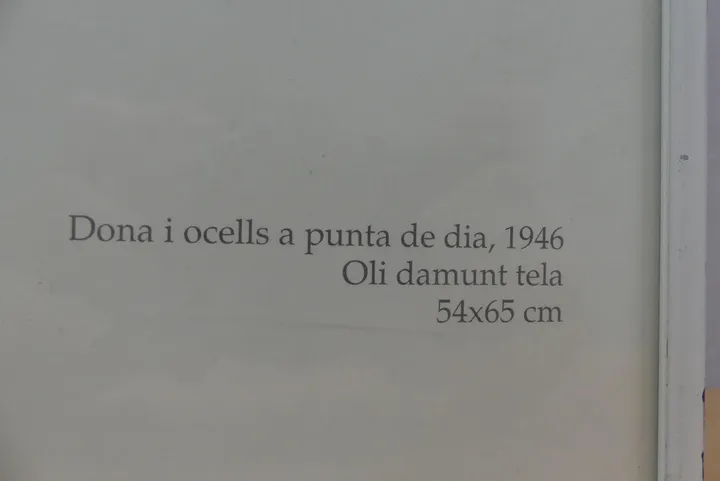 Dona i ocells a punta de dia, 1946
Oli damunt tela
54x65 cm